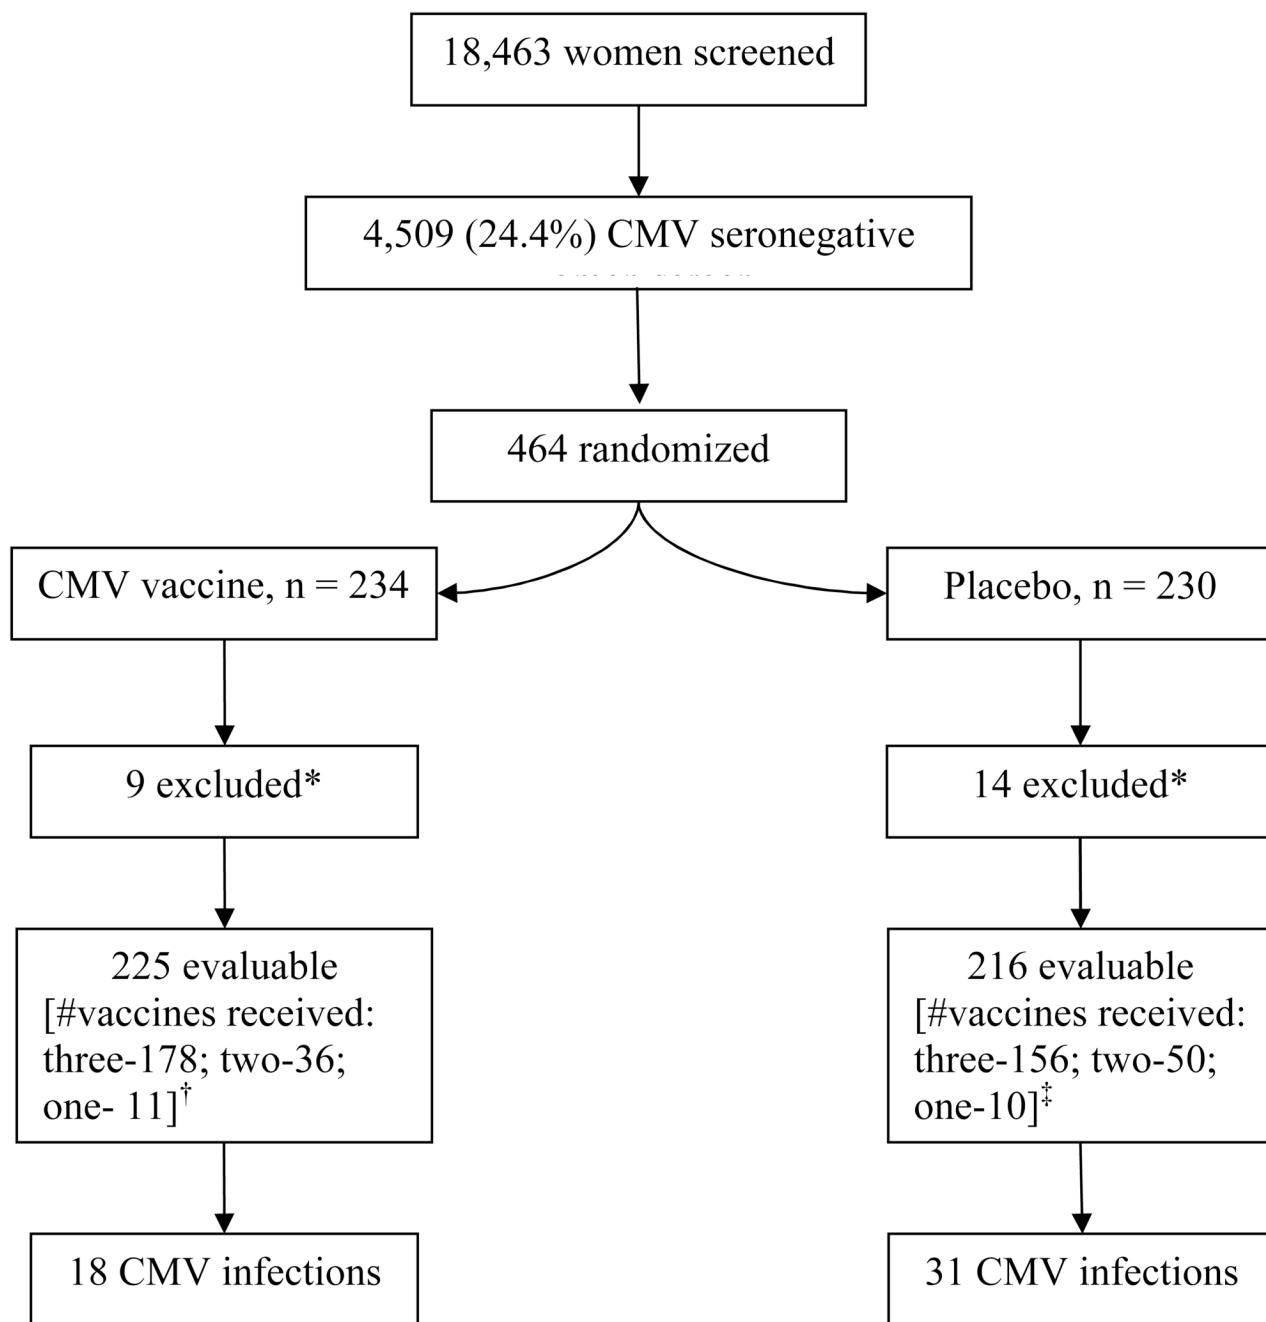 18,463 women screened
4,509 (24.4%) CMV seronegative
464 randomized
CMV vaccine, n = 234
Placebo, n = 230
9 excluded*
14 excluded*
225 evaluable
[#vaccines received:
three-178; two-36;
one- 11]†
216 evaluable
[#vaccines received:
three-156; two-50;
one-10]‡
18 CMV infections
31 CMV infections